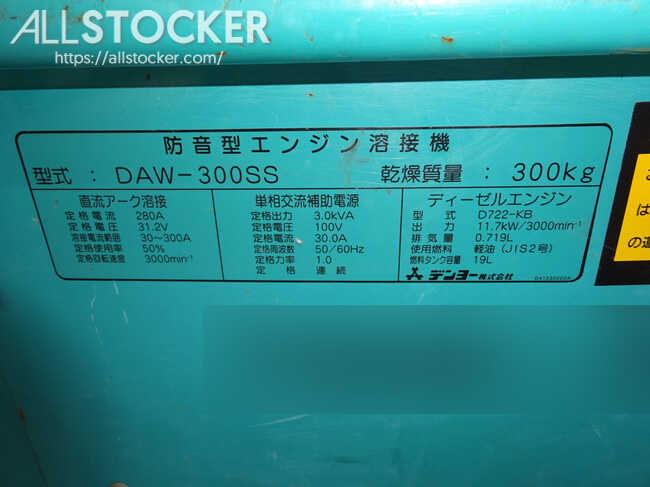 ALLSTOCKER
https://allstocker.com/
防音型エンジン溶接機
型式 : DAW-300SS 乾燥質量 : 300kg
直流アーク溶接
定格電流 280A
定格電圧 31.2V
溶接電流範囲 30~300A
定格使用率 50%
定格回転速度 3000min⁻¹
単相交流補助電源
定格出力 3.0kVA
定格電圧 100V
定格電流 30.0A
定格周波数 50/60Hz
定格力率 1.0
定格 連続
ディーゼルエンジン
型式 D722-KB
出力 11.7kW/3000min⁻¹
排気量 0.719L
使用燃料 軽油(JIS2号)
燃料タンク容量 19L
デンヨー株式会社
は
の